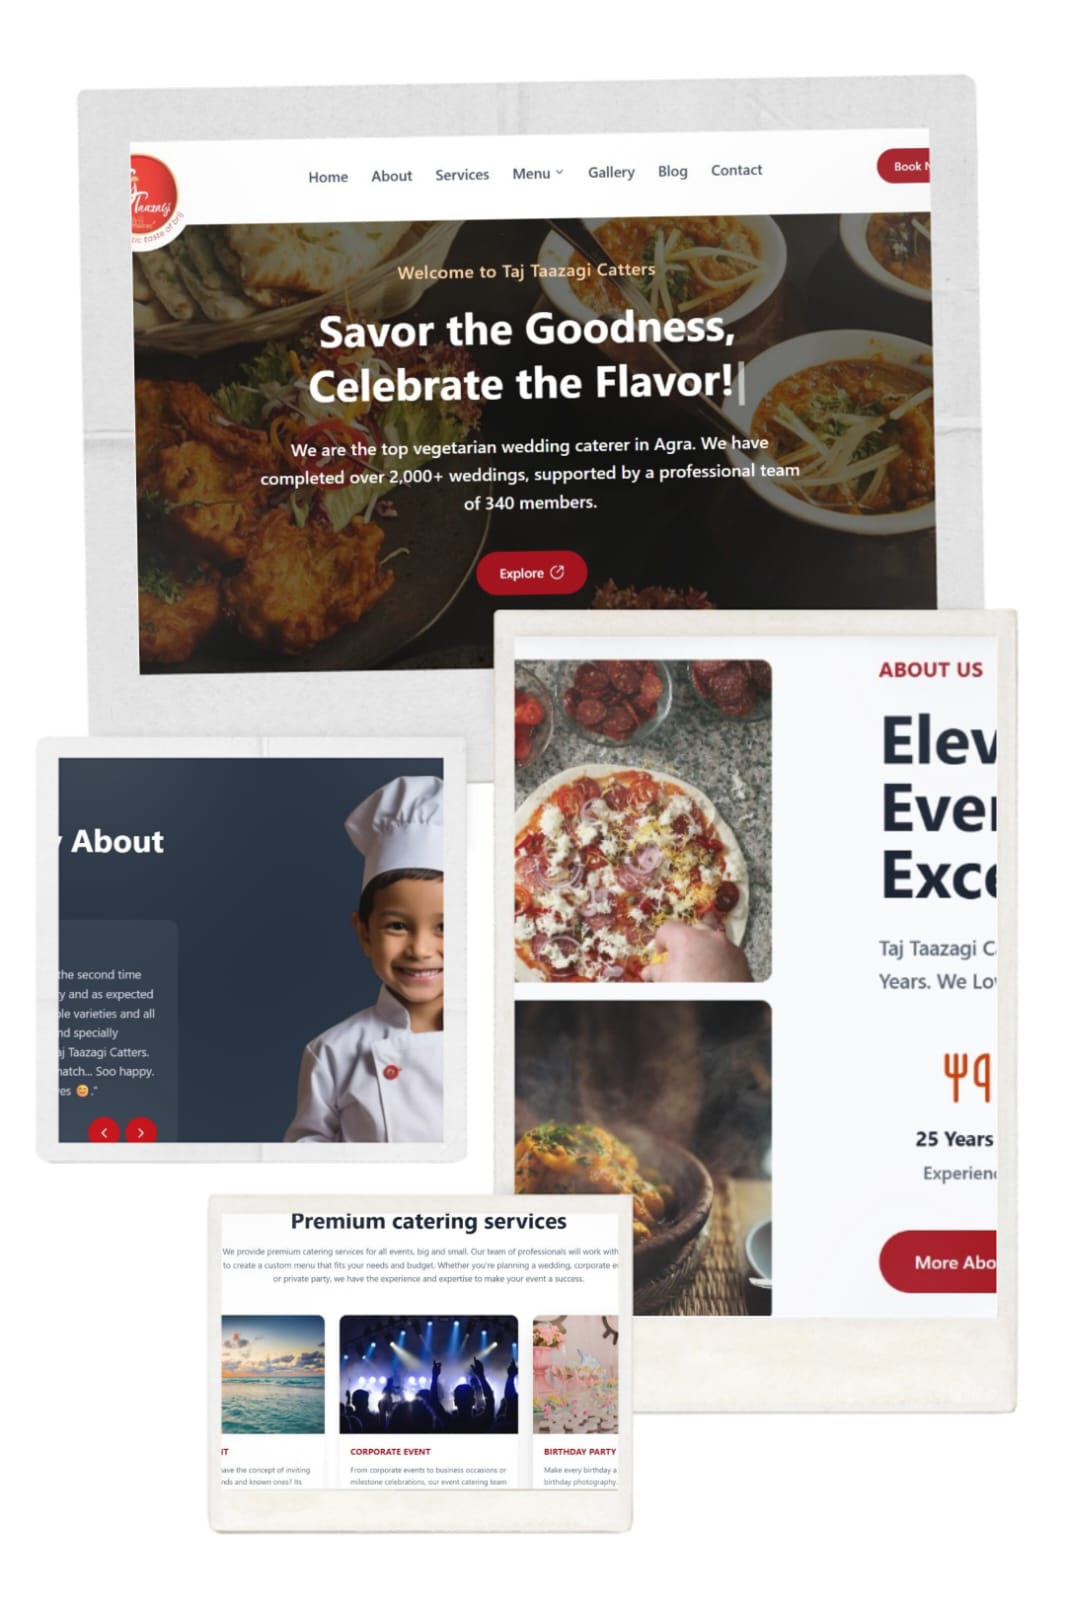 Home About Services Menu Gallery Blog Contact
Book
Taazagi
taste of
Welcome to Taj Taazagi Catters
Savor the Goodness,
Celebrate the Flavor!
We are the top vegetarian wedding caterer in Agra. We have
completed over 2,000+ weddings, supported by a professional team
of 340 members.
Explore
ABOUT US
Elev
Ever
Exce
Taj Taazagi C
Years. We Lo
25 Years
Experienc
More Abo
y About
the second time
y and as expected
ble varieties and all
nd specially
aj Taazagi Catters.
match... Soo happy.
es 😊."
Premium catering services
We provide premium catering services for all events, big and small. Our team of professionals will work with
to create a custom menu that fits your needs and budget. Whether you're planning a wedding, corporate e
or private party, we have the experience and expertise to make your event a success.
IT
ave the concept of inviting
nds and known ones? Its
CORPORATE EVENT
From corporate events to business occasions or
milestone celebrations, our event catering team
BIRTHDAY PARTY
Make every birthday a
birthday photography.